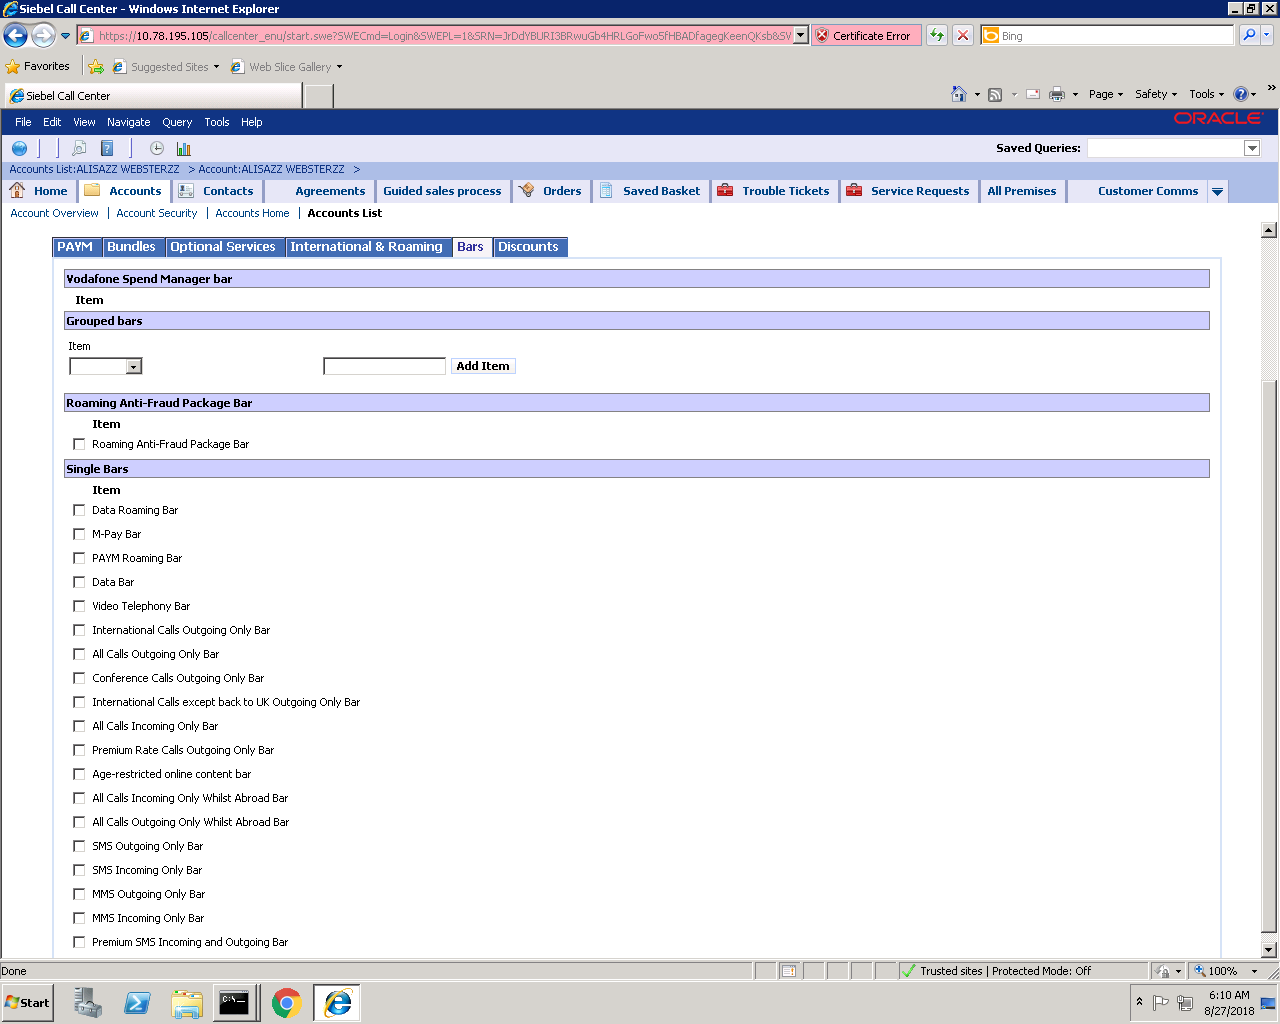 Siebel Call Center - Windows Internet Explorer
https://10.78.195.105/callcenter_enu/start.swe?SWECmd=Login&SWEPL=1&SRN=JrDdYBURI3BRwuGb4HRLGoFwo5fHBADfagegKeenQKsb&SW
Certificate Error
Bing
Favorites
Suggested Sites
Web Slice Gallery
Siebel Call Center
Page
Safety
Tools
»
File Edit View Navigate Query Tools Help
ORACLE
Saved Queries:
Accounts List:ALISAZZ WEBSTERZZ > Account:ALISAZZ WEBSTERZZ >
Home Accounts Contacts Agreements Guided sales process Orders Saved Basket Trouble Tickets Service Requests All Premises Customer Comms
Account Overview | Account Security | Accounts Home | Accounts List
PAYM Bundles Optional Services International & Roaming Bars Discounts
Vodafone Spend Manager bar
Item
Grouped bars
Item
Add Item
Roaming Anti-Fraud Package Bar
Item
Roaming Anti-Fraud Package Bar
Single Bars
Item
Data Roaming Bar
M-Pay Bar
PAYM Roaming Bar
Data Bar
Video Telephony Bar
International Calls Outgoing Only Bar
All Calls Outgoing Only Bar
Conference Calls Outgoing Only Bar
International Calls except back to UK Outgoing Only Bar
All Calls Incoming Only Bar
Premium Rate Calls Outgoing Only Bar
Age-restricted online content bar
All Calls Incoming Only Whilst Abroad Bar
All Calls Outgoing Only Whilst Abroad Bar
SMS Outgoing Only Bar
SMS Incoming Only Bar
MMS Outgoing Only Bar
MMS Incoming Only Bar
Premium SMS Incoming and Outgoing Bar
Done
Trusted sites | Protected Mode: Off
100%
Start
C:\.
6:10 AM
8/27/2018